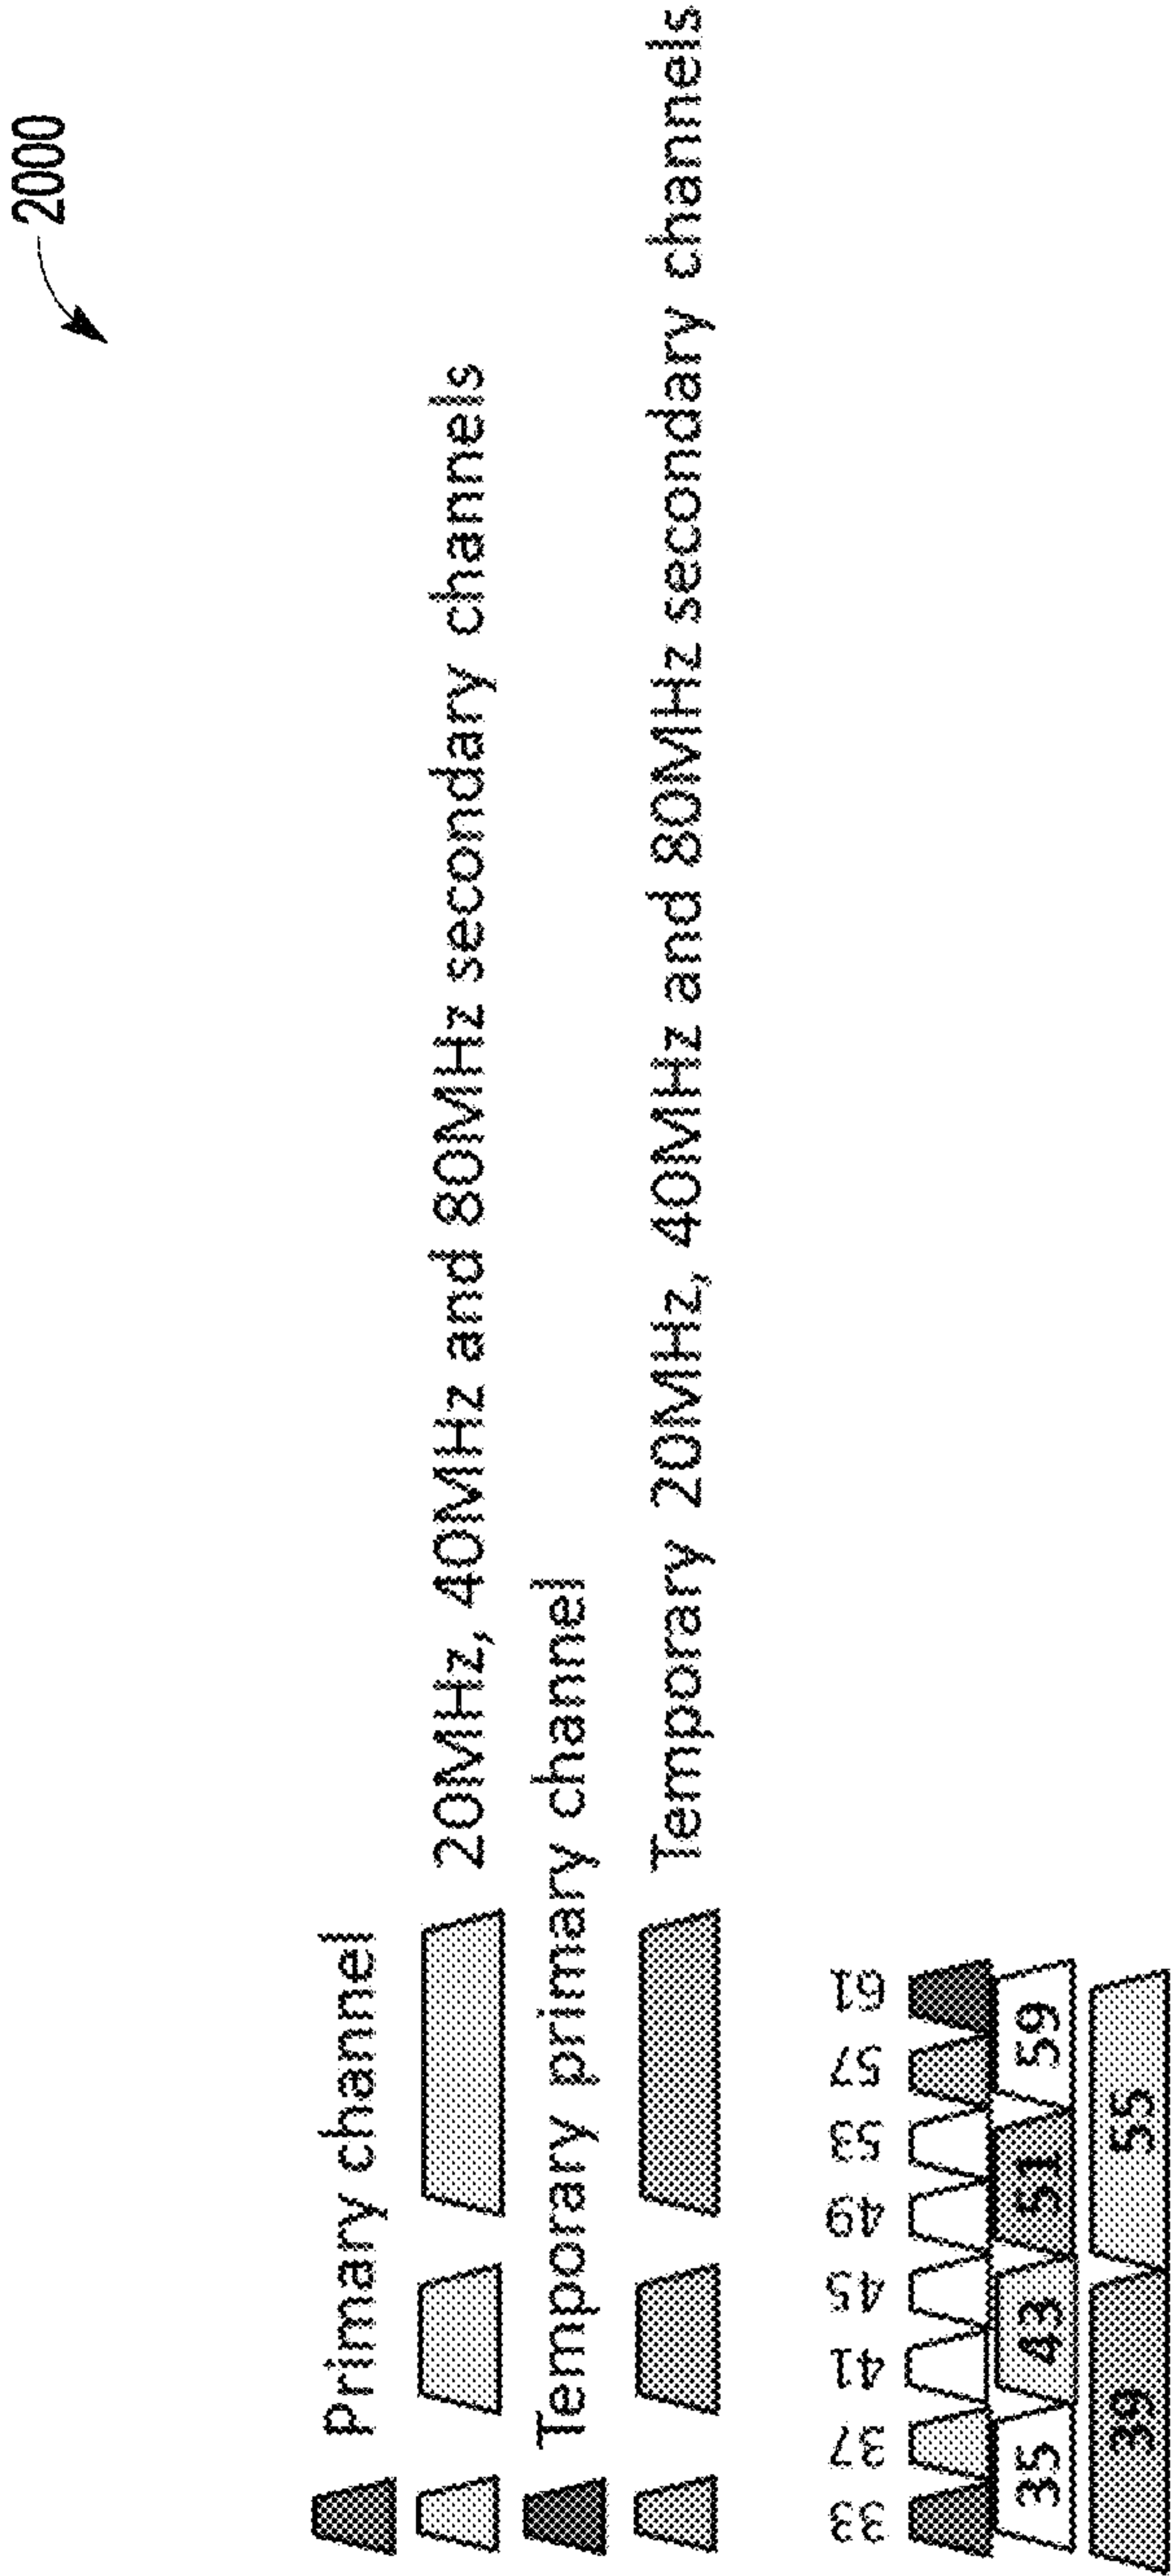 2000
Primary channel
20MHz, 40MHz and 80MHz secondary channels
Temporary primary channel
Temporary 20MHz, 40MHz and 80MHz secondary channels
33 37 41 45 49 53 57 61
35 43 51 59
39 55